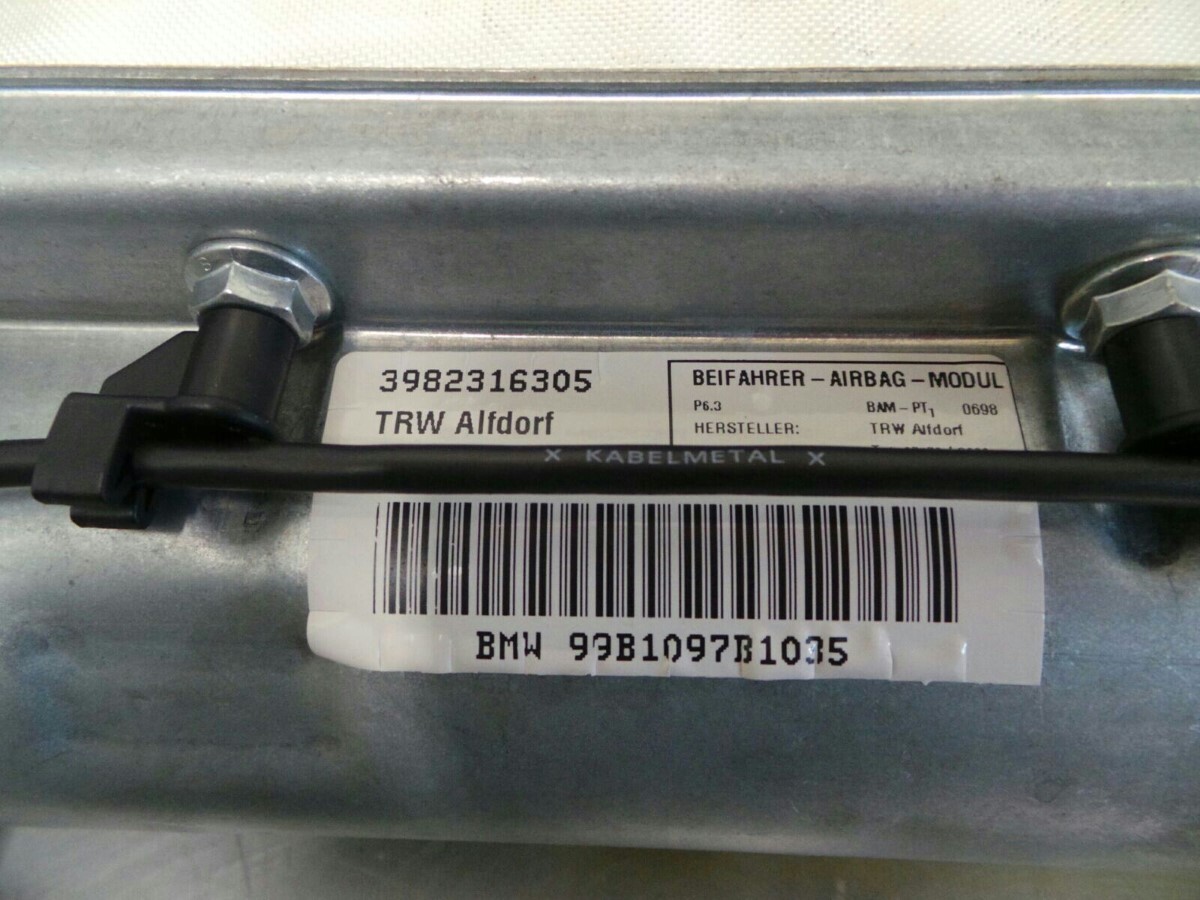 3982316305
TRW Alfdorf
BEIFAHRER-AIRBAG-MODUL
P6.3 BAM-PT1 0698
HERSTELLER: TRW Alfdorf
X KABELMETAL X
BMW 99B1097B1035